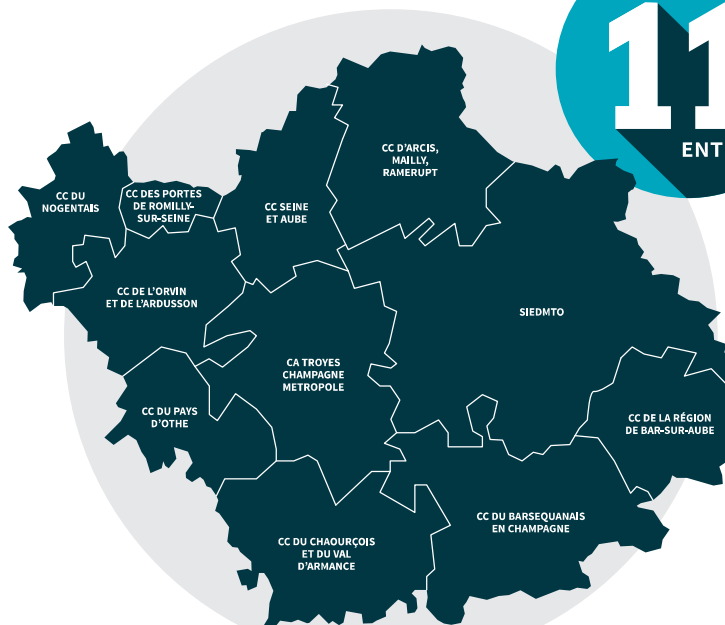 11
ENT
CC D'ARCIS,
MAILLY,
RAMERUPT
CC DU
NOGENTAIS
CC DES PORTES
DE ROMILLY-
SUR-SEINE
CC SEINE
ET AUBE
CC DE L'ORVIN
ET DE L'ARDUSSON
SIEDMTO
CA TROYES
CHAMPAGNE
METROPOLE
CC DU PAYS
D'OTHE
CC DE LA RÉGION
DE BAR-SUR-AUBE
CC DU BARSEQUANAIS
EN CHAMPAGNE
CC DU CHAOURÇOIS
ET DU VAL
D'ARMANCE